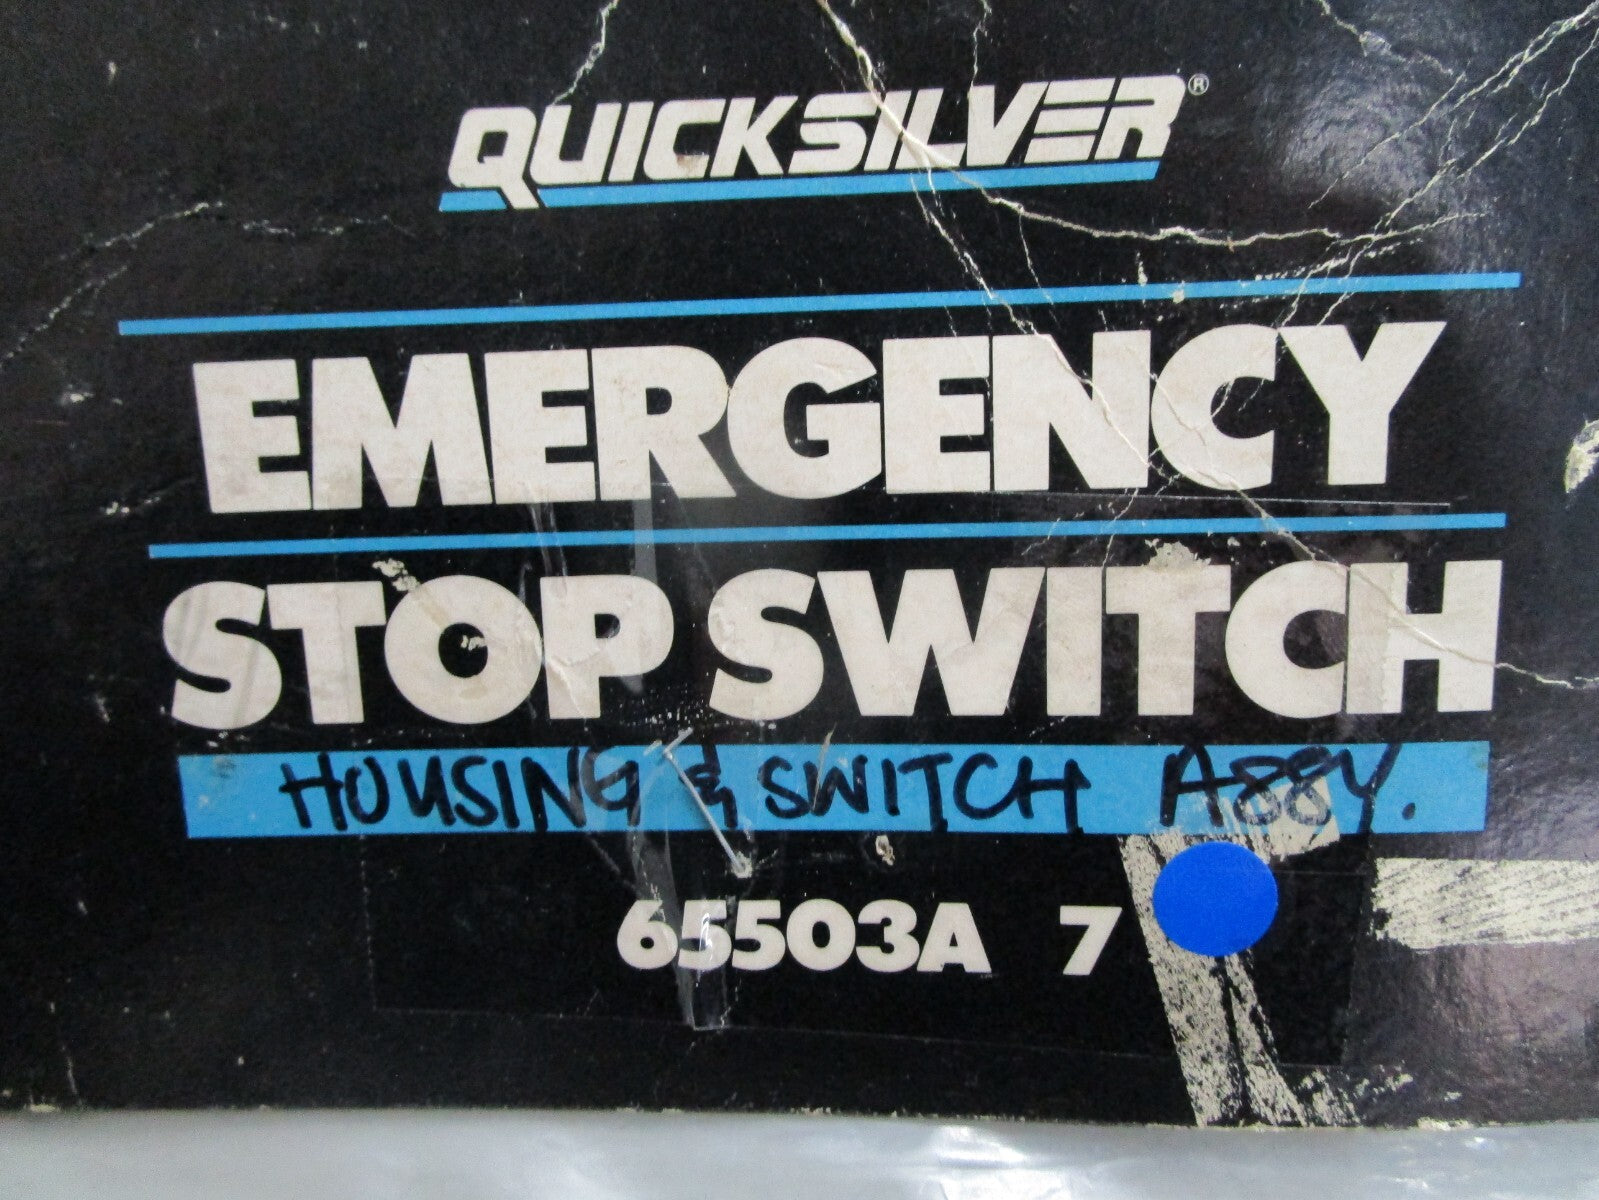 QUICKSILVER®
EMERGENCY
STOP SWITCH
HOUSING & SWITCH ASSY.
65503A 7